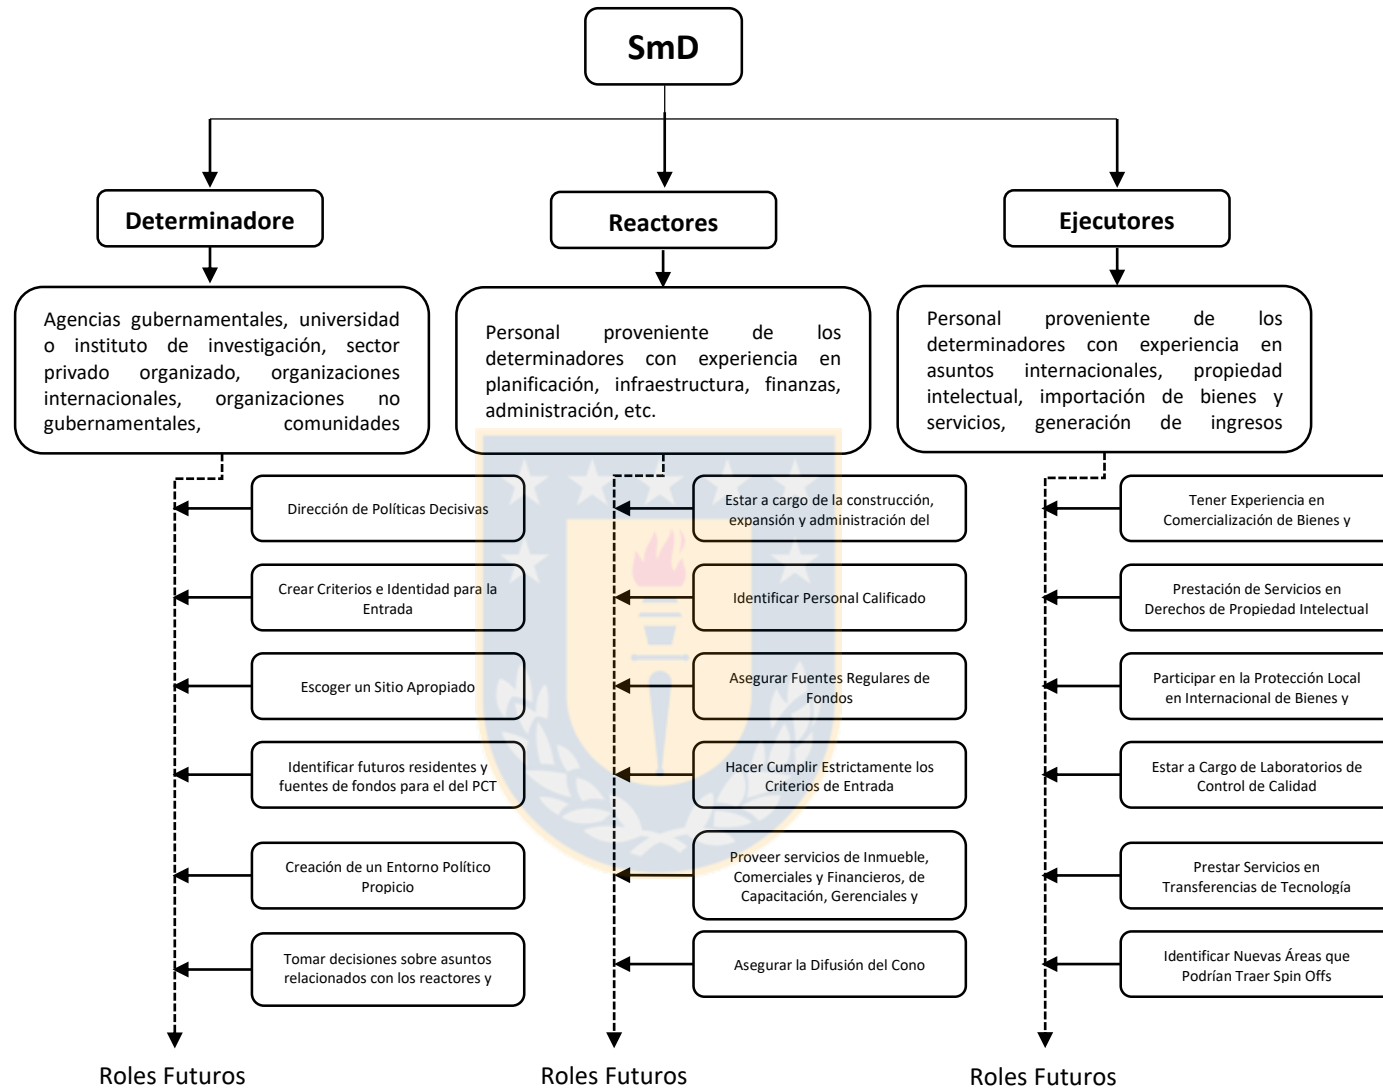 SmD
Determinadore
Agencias gubernamentales, universidad
o instituto de investigación, sector
privado organizado, organizaciones
internacionales, organizaciones no
gubernamentales, comunidades
Dirección de Políticas Decisivas
Crear Criterios e Identidad para la
Entrada
Escoger un Sitio Apropiado
Identificar futuros residentes y
fuentes de fondos para el del PCT
Creación de un Entorno Político
Propicio
Tomar decisiones sobre asuntos
relacionados con los reactores y
Roles Futuros
Reactores
Personal proveniente de los
determinadores con experiencia en
planificación, infraestructura, finanzas,
administración, etc.
Estar a cargo de la construcción,
expansión y administración del
Identificar Personal Calificado
Asegurar Fuentes Regulares de
Fondos
Hacer Cumplir Estrictamente los
Criterios de Entrada
Proveer servicios de Inmueble,
Comerciales y Financieros, de
Capacitación, Gerenciales y
Asegurar la Difusión del Cono
Roles Futuros
Ejecutores
Personal proveniente de los
determinadores con experiencia en
asuntos internacionales, propiedad
intelectual, importación de bienes y
servicios, generación de ingresos
Tener Experiencia en
Comercialización de Bienes y
Prestación de Servicios en
Derechos de Propiedad Intelectual
Participar en la Protección Local
en Internacional de Bienes y
Estar a Cargo de Laboratorios de
Control de Calidad
Prestar Servicios en
Transferencias de Tecnología
Identificar Nuevas Áreas que
Podrían Traer Spin Offs
Roles Futuros